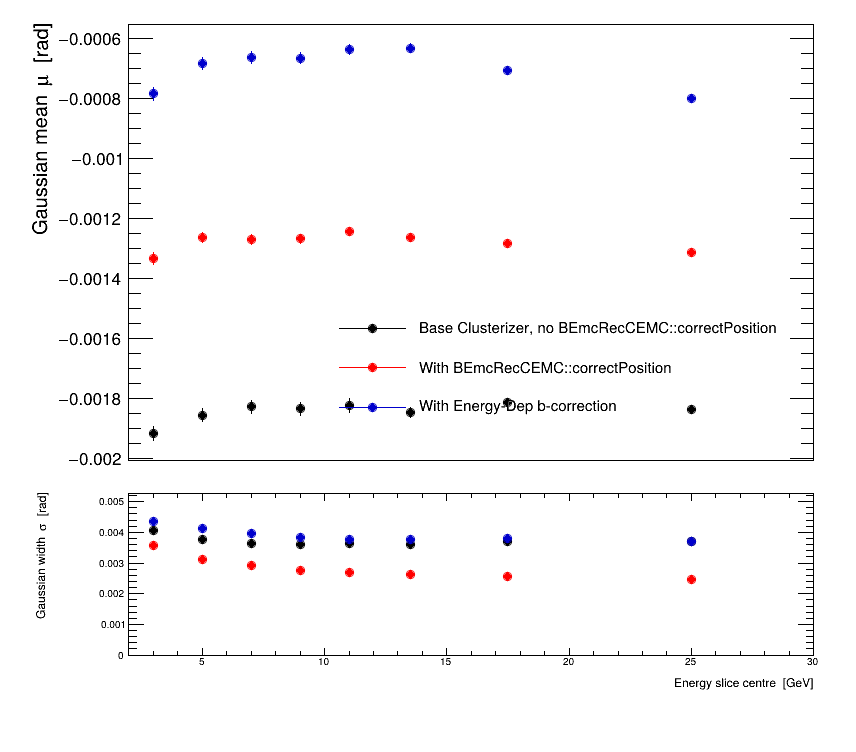 Gaussian mean μ [rad]
−0.0006
−0.0008
−0.001
−0.0012
−0.0014
−0.0016
−0.0018
−0.002
Base Clusterizer, no BEmcRecCEMC::correctPosition
With BEmcRecCEMC::correctPosition
With Energy-Dep b-correction
Gaussian width σ [rad]
0.005
0.004
0.003
0.002
0.001
0
5 10 15 20 25 30
Energy slice centre [GeV]